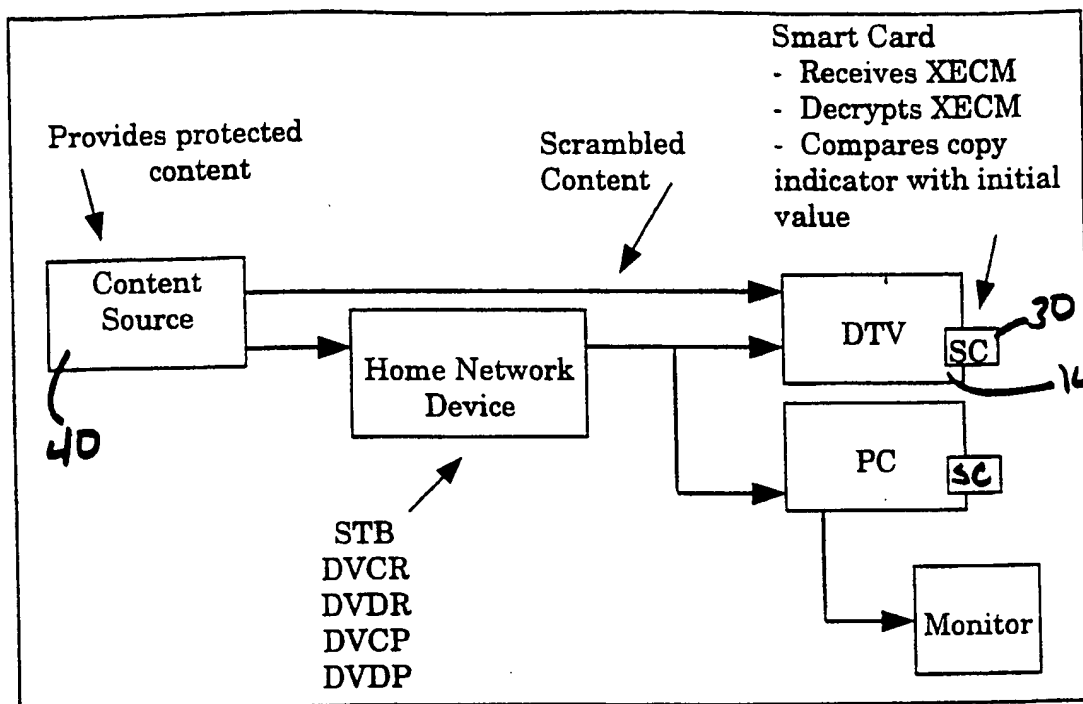 Smart Card
- Receives XECM
- Decrypts XECM
- Compares copy
indicator with initial
value
Provides protected
content
Scrambled
Content
Content
Source
40
Home Network
Device
DTV
SC
30
14
PC
SC
STB
DVCR
DVDR
DVCP
DVDP
Monitor